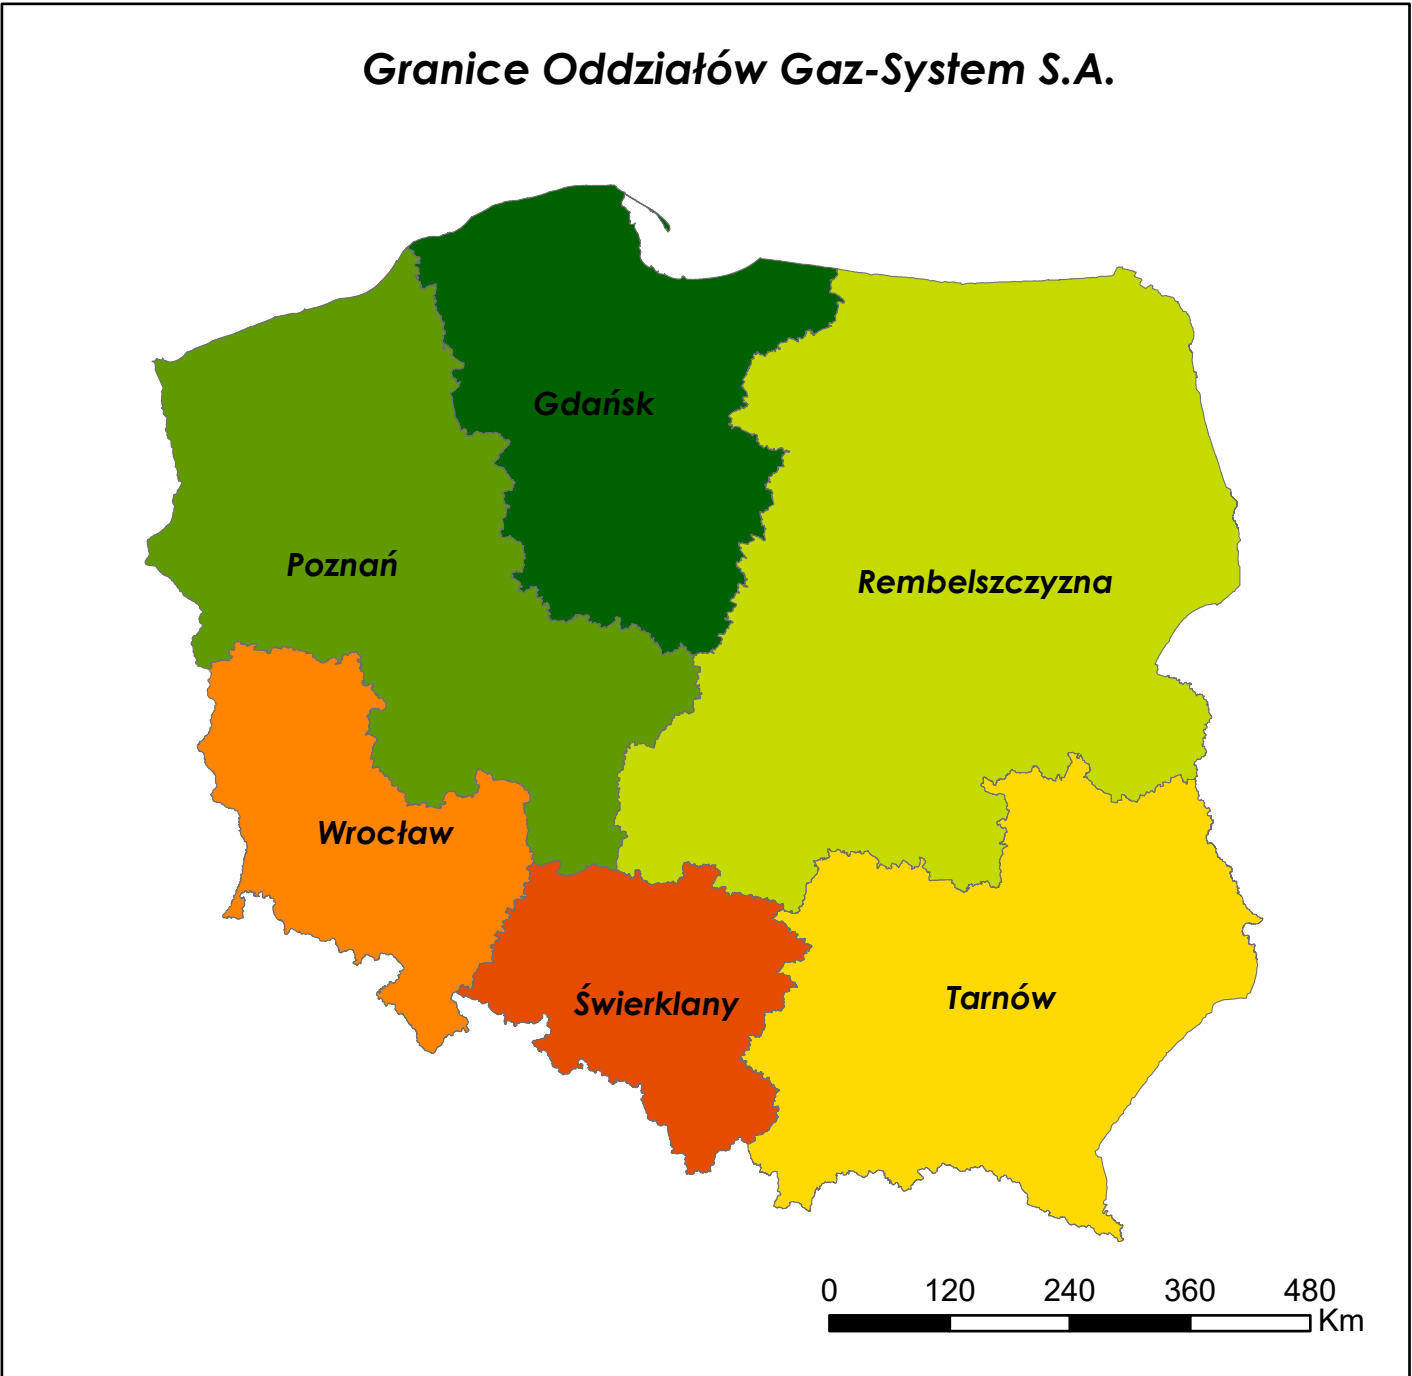 Granice Oddziałów Gaz-System S.A.
Gdańsk
Poznań
Rembelszczyzna
Wrocław
Świerklany
Tarnów
0 120 240 360 480
Km